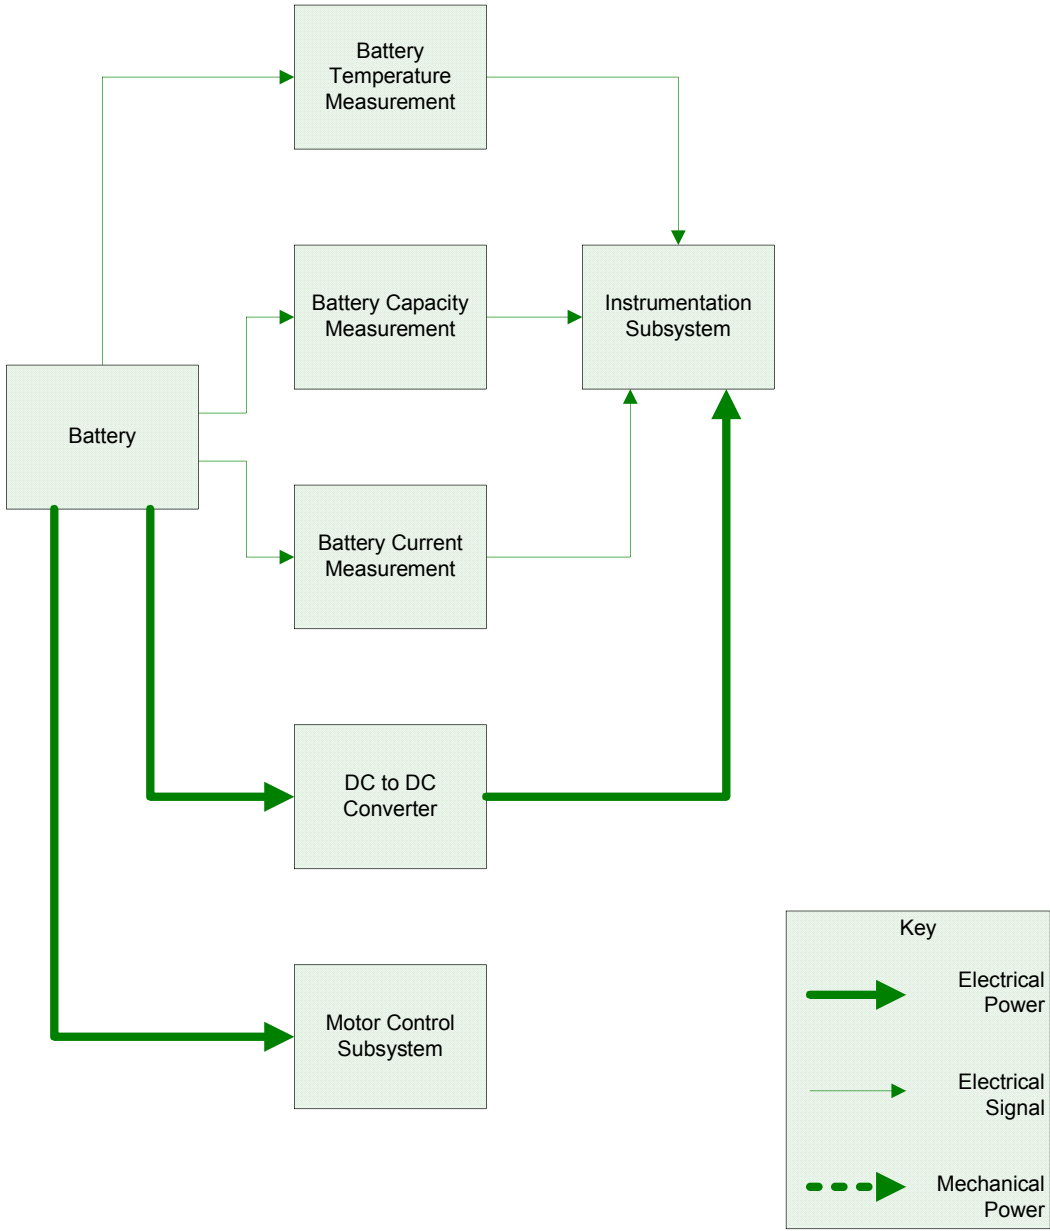 Battery
Temperature
Measurement
Battery Capacity
Measurement
Instrumentation
Subsystem
Battery
Battery Current
Measurement
DC to DC
Converter
Motor Control
Subsystem
Key
Electrical
Power
Electrical
Signal
Mechanical
Power